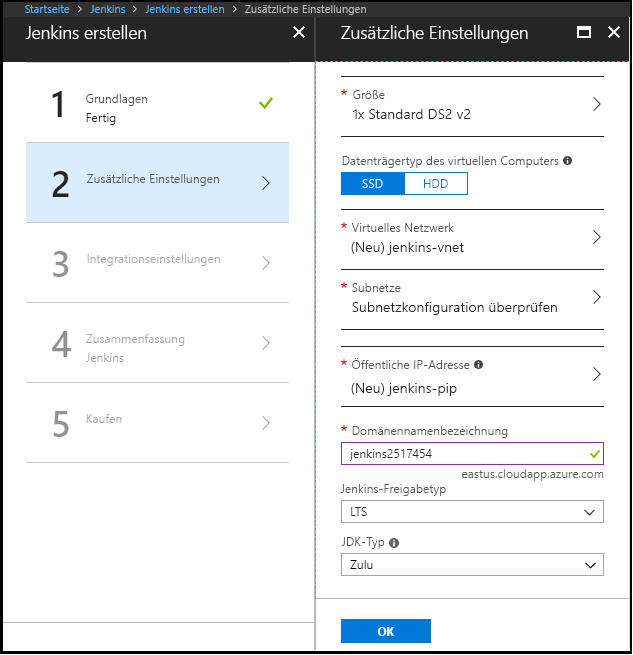 Startseite > Jenkins > Jenkins erstellen > Zusätzliche Einstellungen
Jenkins erstellen
1
Grundlagen
Fertig
2
Zusätzliche Einstellungen
3
Integrationseinstellungen
4
Zusammenfassung
Jenkins
5
Kaufen
Zusätzliche Einstellungen
* Größe
1x Standard DS2 v2
Datenträgertyp des virtuellen Computers
SSD HDD
* Virtuelles Netzwerk
(Neu) jenkins-vnet
* Subnetze
Subnetzkonfiguration überprüfen
* Öffentliche IP-Adresse
(Neu) jenkins-pip
* Domänennamenbezeichnung
jenkins2517454
eastus.cloudapp.azure.com
Jenkins-Freigabetyp
LTS
JDK-Typ
Zulu
OK